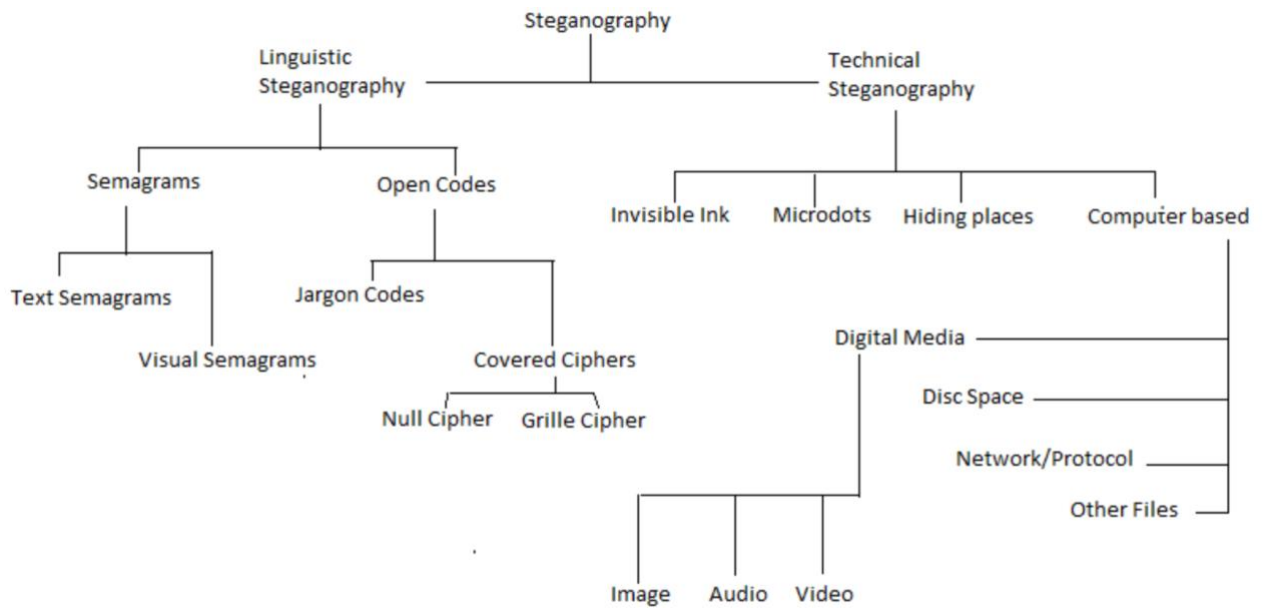 Steganography
Linguistic
Steganography
Technical
Steganography
Semagrams
Open Codes
Invisible Ink
Microdots
Hiding places
Computer based
Text Semagrams
Jargon Codes
Visual Semagrams
Covered Ciphers
Digital Media
Disc Space
Null Cipher
Grille Cipher
Network/Protocol
Other Files
Image
Audio
Video